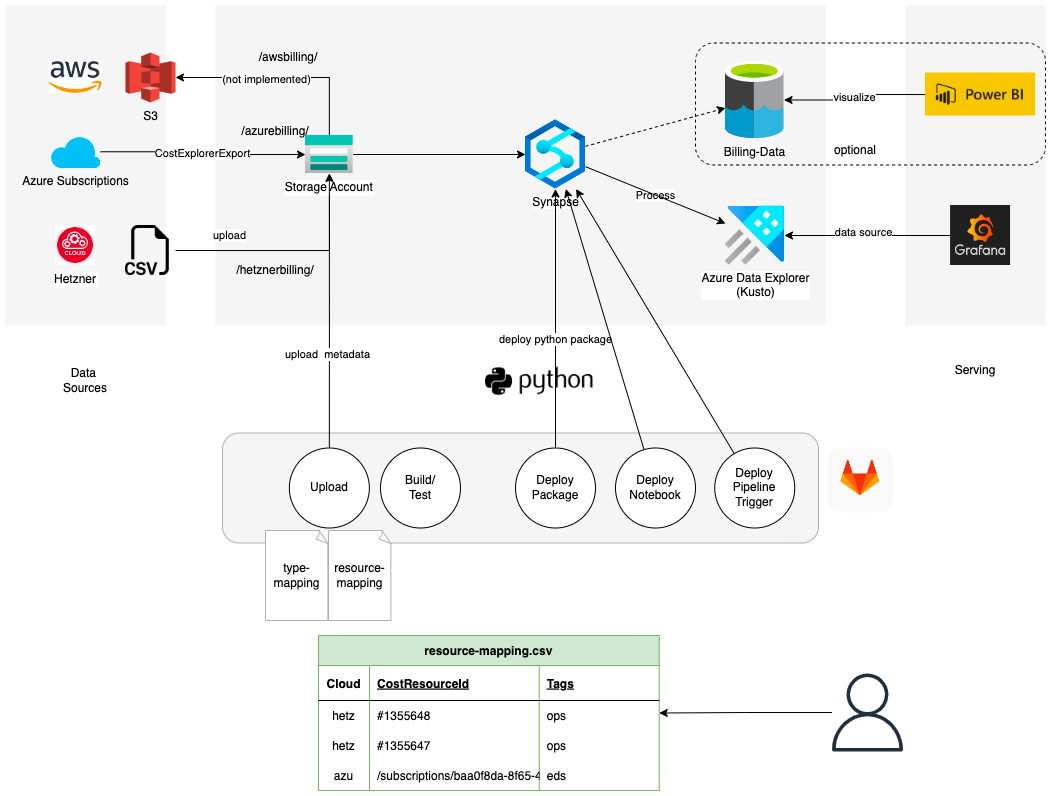 aws
S3
/awsbilling/
(not implemented)
Azure Subscriptions
CostExplorerExport
/azurebilling/
Storage Account
Hetzner
CLOUD
CSV
upload
/hetznerbilling/
Synapse
Process
Billing-Data
optional
visualize
Power BI
Azure Data Explorer
(Kusto)
data source
Grafana
Data
Sources
Serving
upload metadata
deploy python package
python
Upload
Build/
Test
Deploy
Package
Deploy
Notebook
Deploy
Pipeline
Trigger
type-
mapping
resource-
mapping
resource-mapping.csv
Cloud CostResourceId Tags
hetz #1355648 ops
hetz #1355647 ops
azu /subscriptions/baa0f8da-8f65-4 eds